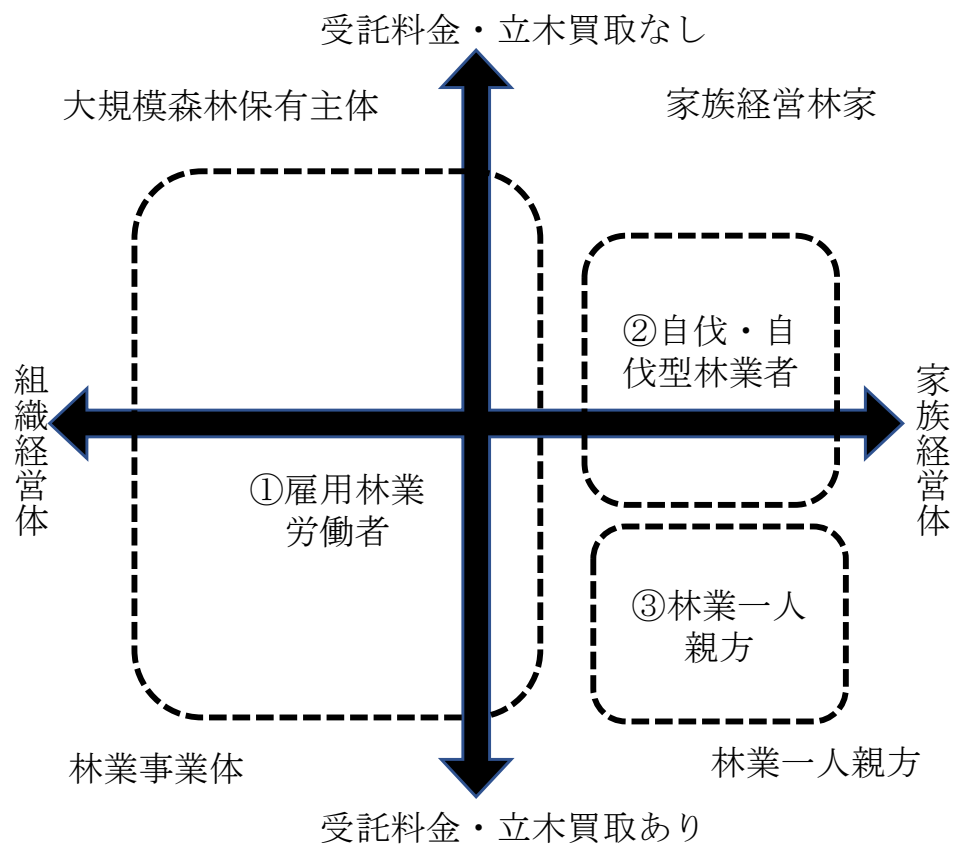 受託料金・立木買取なし
大規模森林保有主体
家族経営林家
②自伐・自
伐型林業者
組織経営体
家族経営体
①雇用林業
労働者
③林業一人
親方
林業事業体
林業一人親方
受託料金・立木買取あり